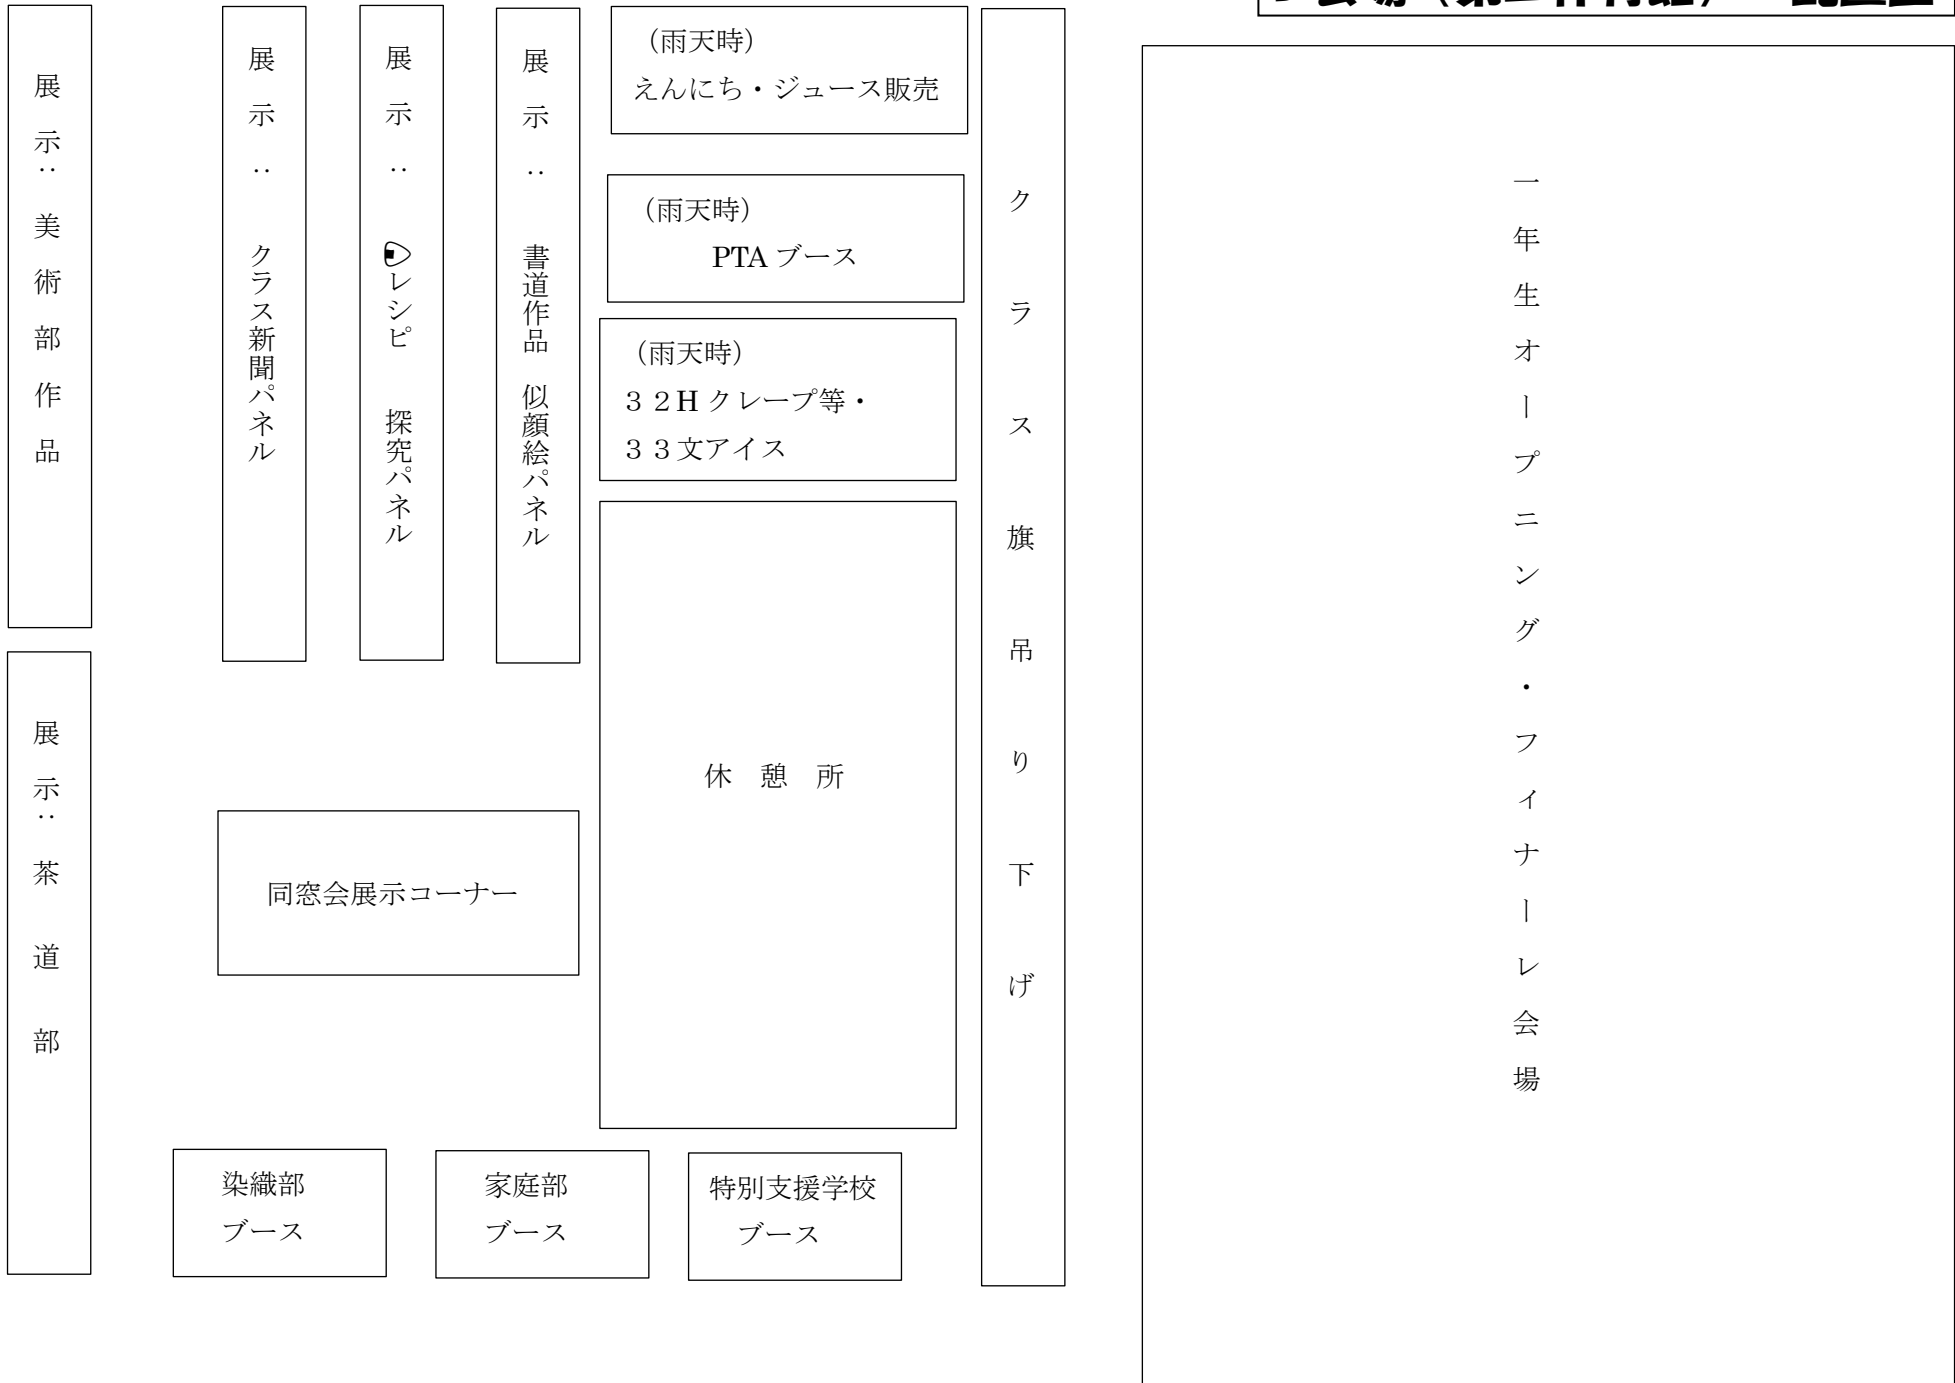 展示：美術部作品
展示：クラス新聞パネル
展示：レシピ　探究パネル
展示：書道作品　似顔絵パネル
（雨天時）
えんにち・ジュース販売
（雨天時）
PTA ブース
（雨天時）
３２H クレープ等・
３３文アイス
休憩所
クラス旗吊り下げ
一年生オープニング・フィナーレ会場
展示：茶道部
同窓会展示コーナー
染織部
ブース
家庭部
ブース
特別支援学校
ブース